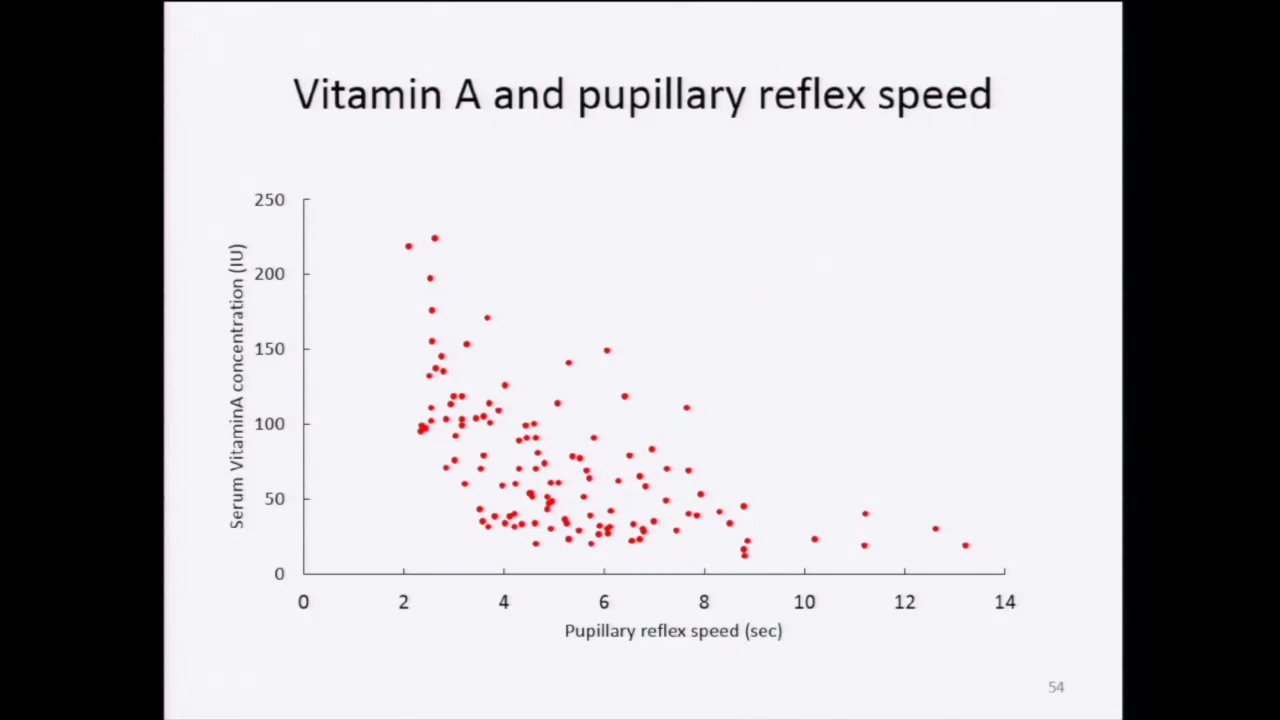 Vitamin A and pupillary reflex speed
250
200
150
100
50
0
Serum VitaminA concentration (IU)
0 2 4 6 8 10 12 14
Pupillary reflex speed (sec)
54